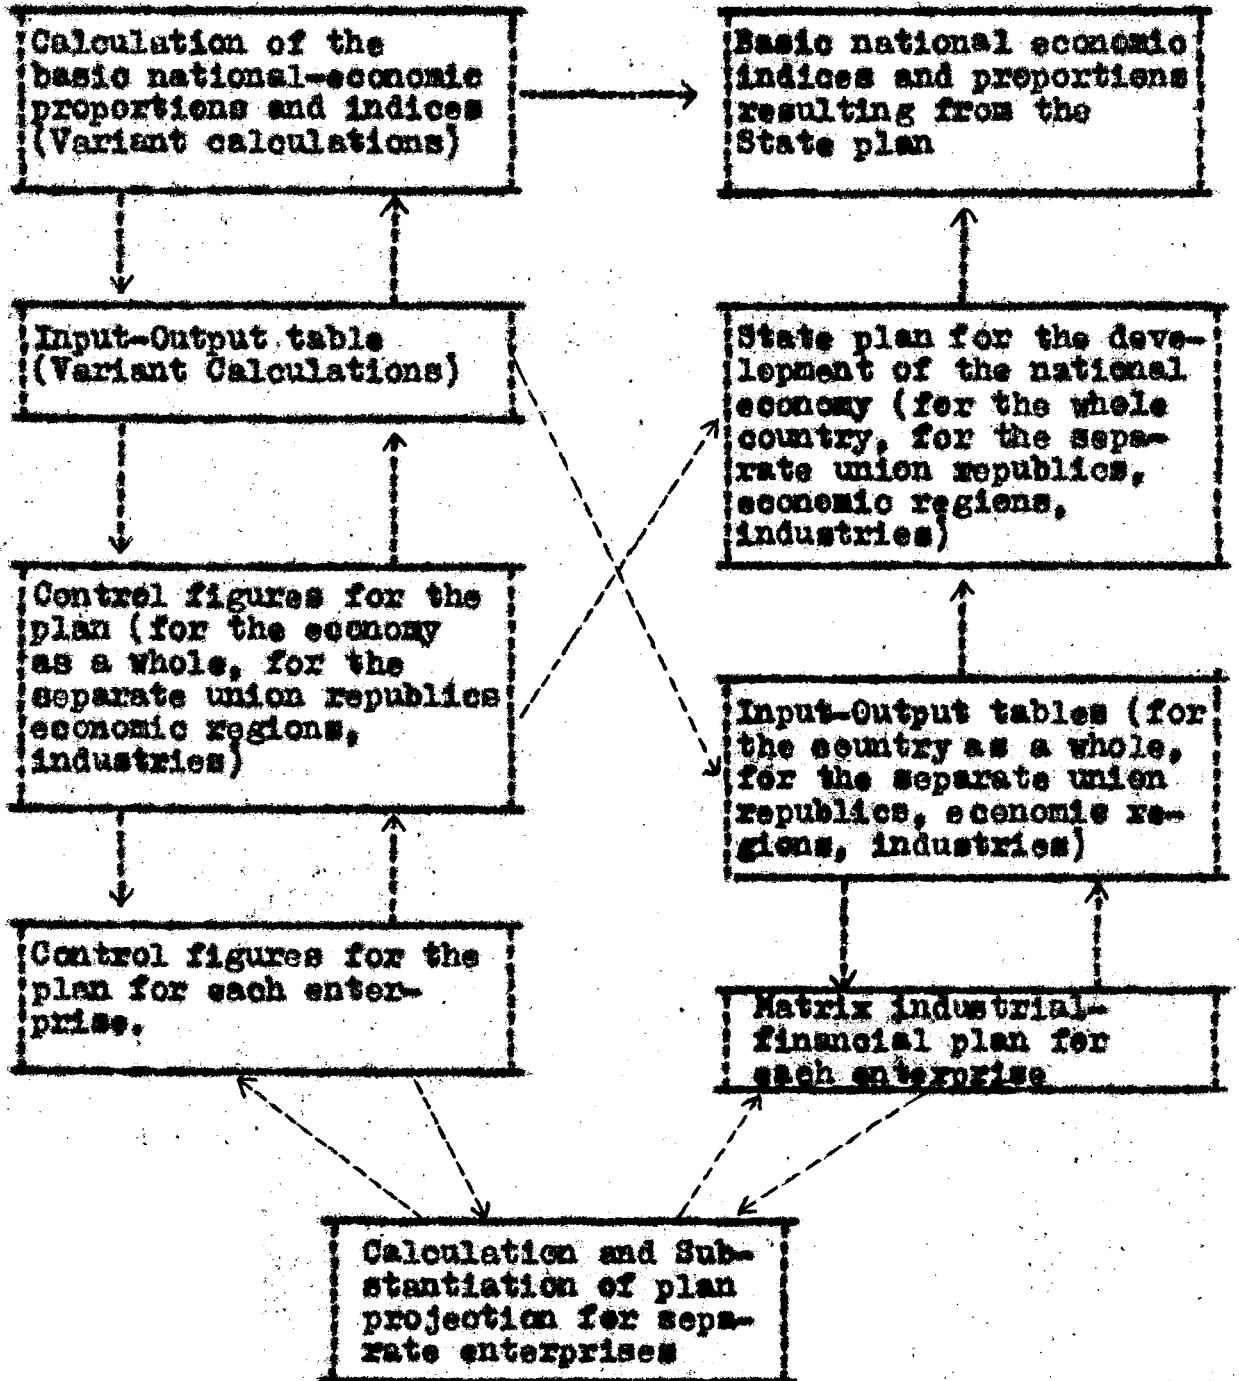 Calculation of the
basic national-economic
proportions and indices
(Variant calculations)
Basic national economic
indices and proportions
resulting from the
State plan
Input-Output table
(Variant Calculations)
State plan for the deve-
lopment of the national
economy (for the whole
country, for the sepa-
rate union republics,
economic regions,
industries)
Control figures for the
plan (for the economy
as a whole, for the
separate union republics
economic regions,
industries)
Input-Output tables (for
the country as a whole,
for the separate union
republics, economic re-
gions, industries)
Control figures for the
plan for each enter-
prise.
Matrix industrial-
financial plan for
each enterprise
Calculation and Sub-
stantiation of plan
projection for sepa-
rate enterprises